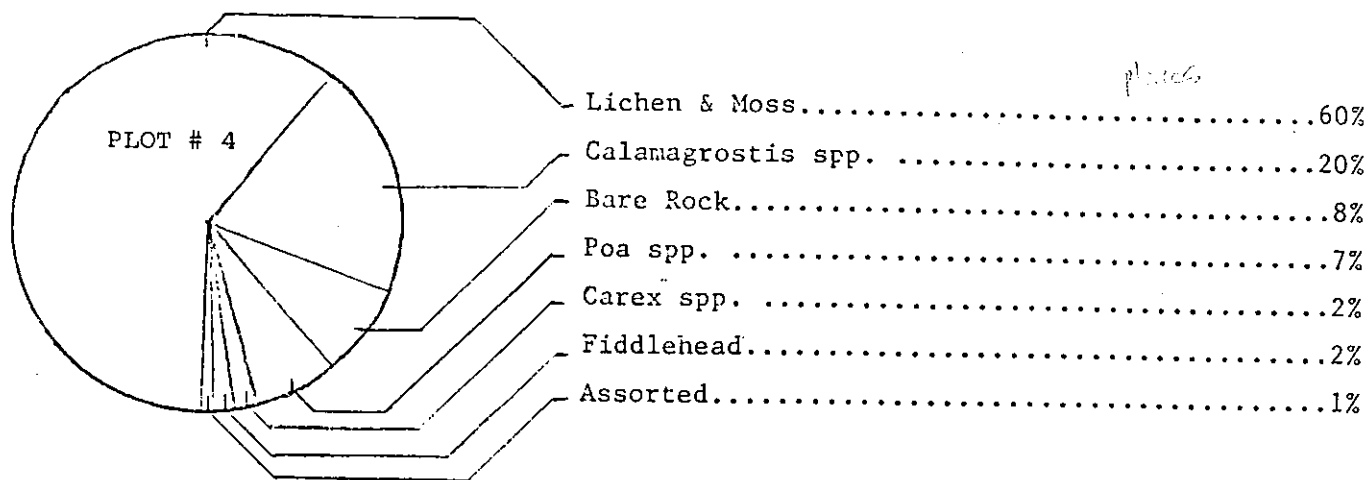 PLOT # 4
Lichen & Moss................................60%
Calamagrostis spp. ..........................20%
Bare Rock.....................................8%
Poa spp. .....................................7%
Carex spp. ...................................2%
Fiddlehead....................................2%
Assorted......................................1%